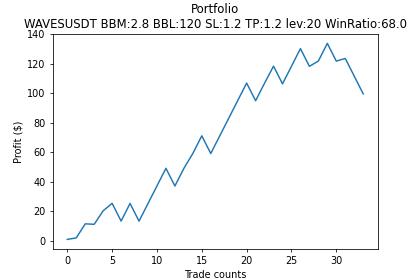 Portfolio
WAVESUSDT BBM:2.8 BBL:120 SL:1.2 TP:1.2 lev:20 WinRatio:68.0
140
120
100
80
60
40
20
0
Profit ($)
0 5 10 15 20 25 30
Trade counts